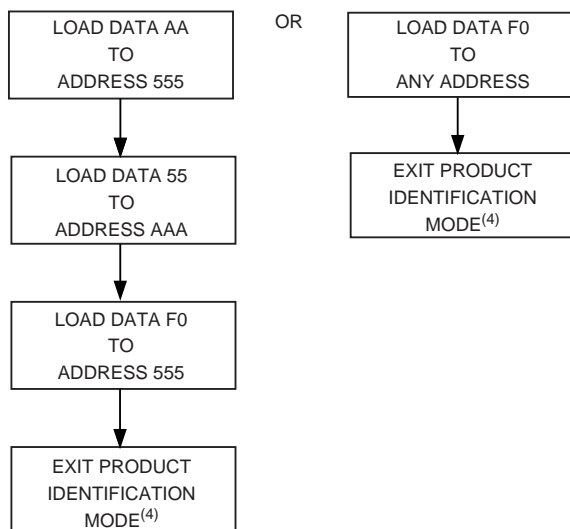 LOAD DATA AA
TO
ADDRESS 555
LOAD DATA 55
TO
ADDRESS AAA
LOAD DATA F0
TO
ADDRESS 555
EXIT PRODUCT
IDENTIFICATION
MODE(4)
OR
LOAD DATA F0
TO
ANY ADDRESS
EXIT PRODUCT
IDENTIFICATION
MODE(4)